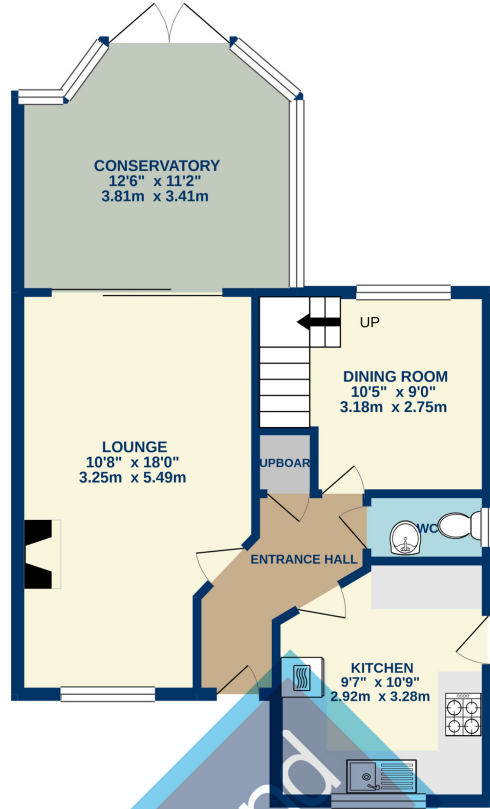 CONSERVATORY
12'6" x 11'2"
3.81m x 3.41m
UP
DINING ROOM
10'5" x 9'0"
3.18m x 2.75m
LOUNGE
10'8" x 18'0"
3.25m x 5.49m
UPBOAR
WC
ENTRANCE HALL
KITCHEN
9'7" x 10'9"
2.92m x 3.28m